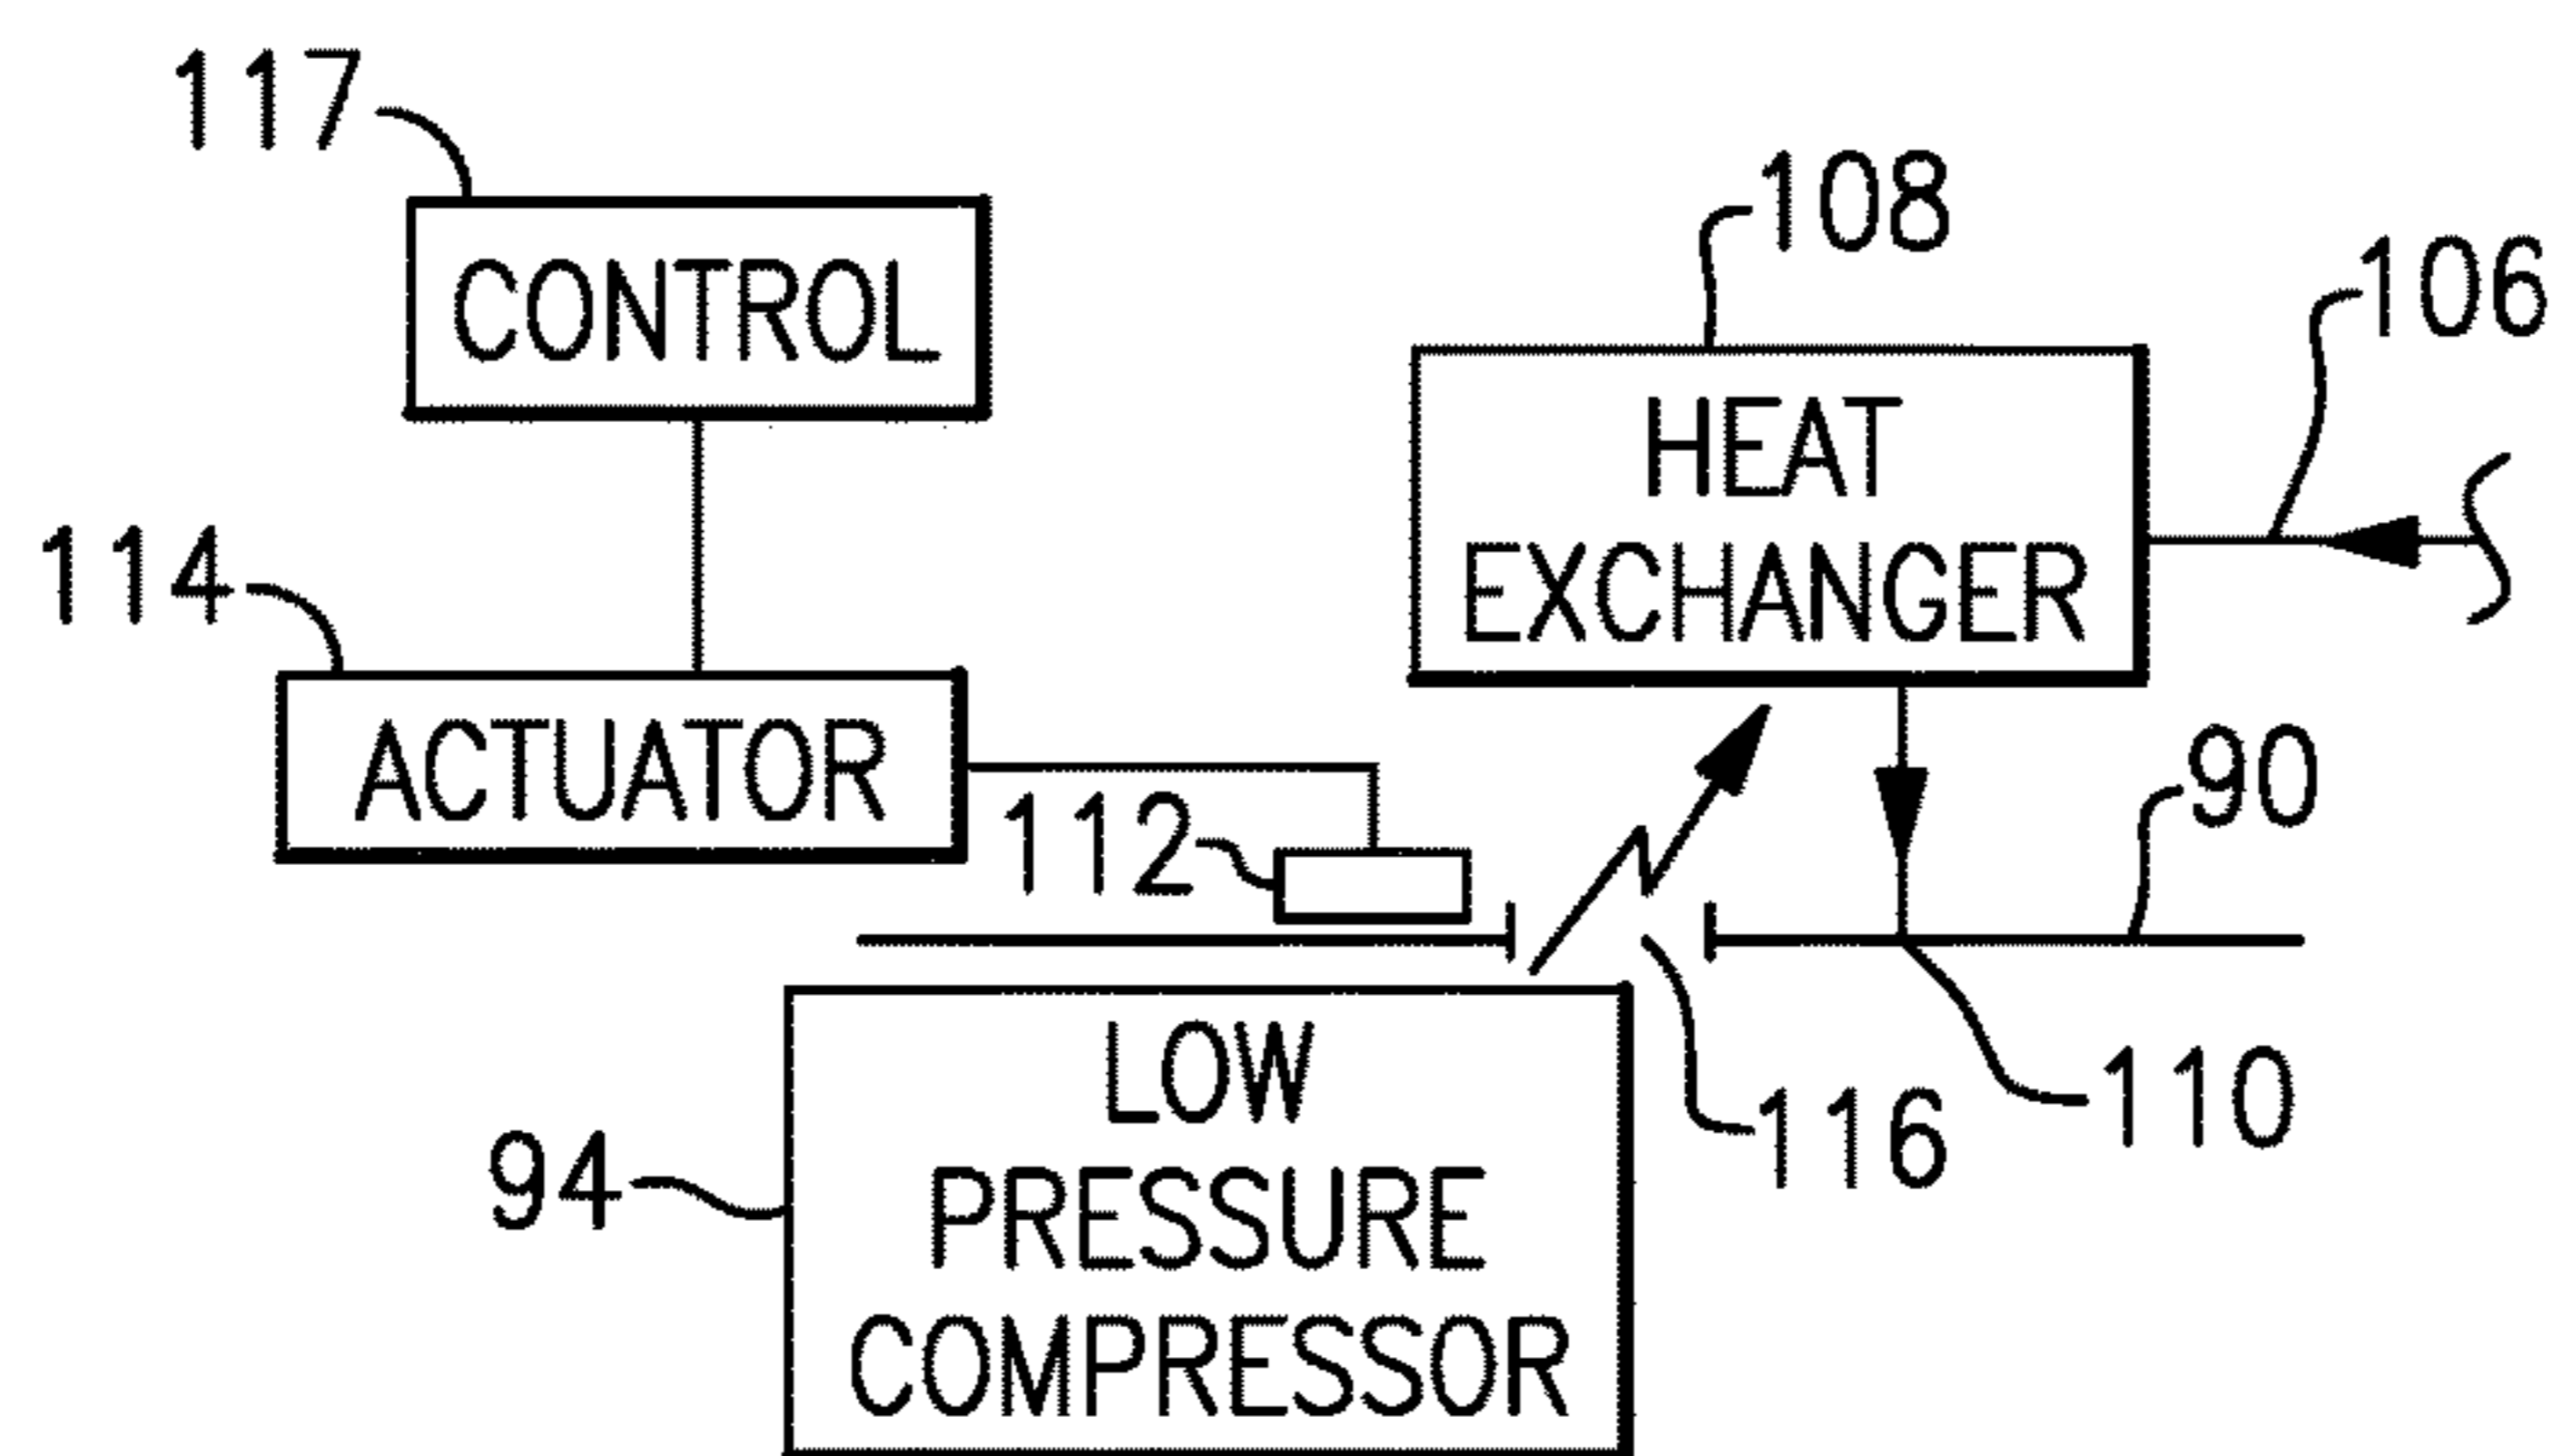 117
CONTROL
108
106
HEAT
EXCHANGER
114
ACTUATOR
112
90
LOW
PRESSURE
COMPRESSOR
94
116
110